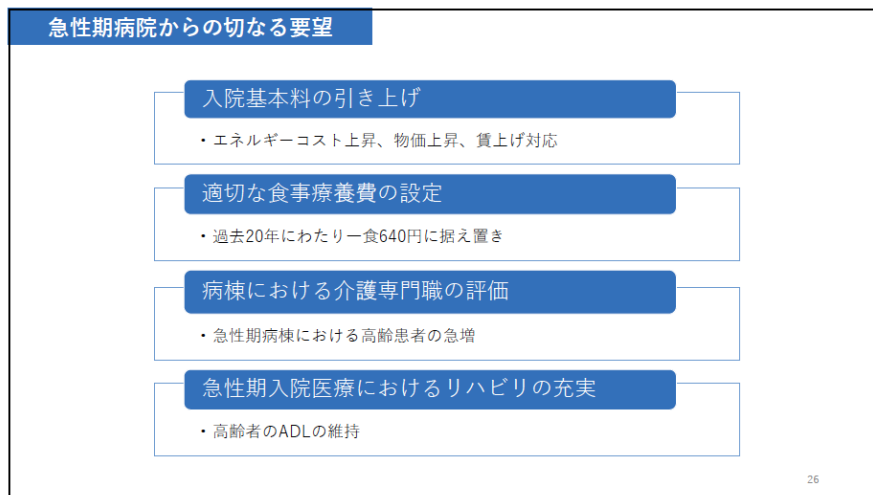 急性期病院からの切なる要望
入院基本料の引き上げ
・エネルギーコスト上昇、物価上昇、賃上げ対応
適切な食事療養費の設定
・過去20年にわたり一食640円に据え置き
病棟における介護専門職の評価
・急性期病棟における高齢患者の急増
急性期入院医療におけるリハビリの充実
・高齢者のADLの維持
26